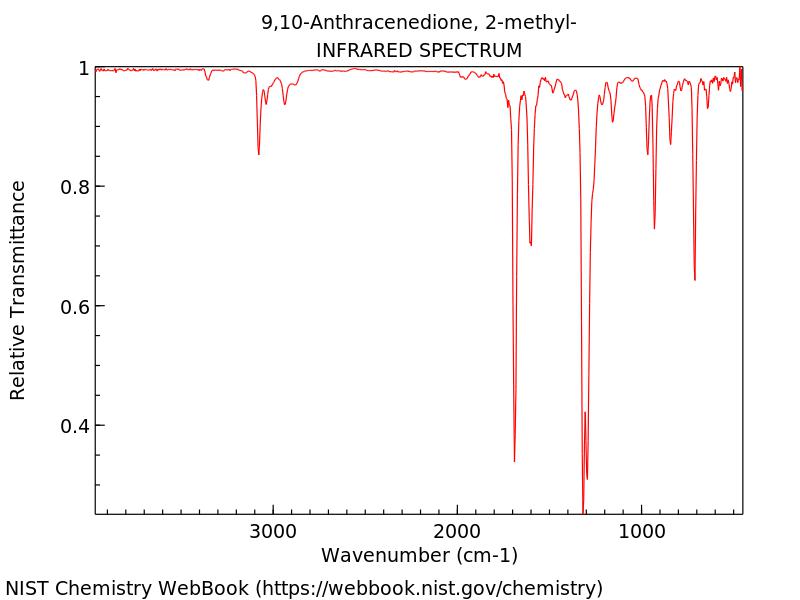 9,10-Anthracenedione, 2-methyl-
INFRARED SPECTRUM
1
0.8
0.6
0.4
Relative Transmittance
3000 2000 1000
Wavenumber (cm-1)
NIST Chemistry WebBook (https://webbook.nist.gov/chemistry)